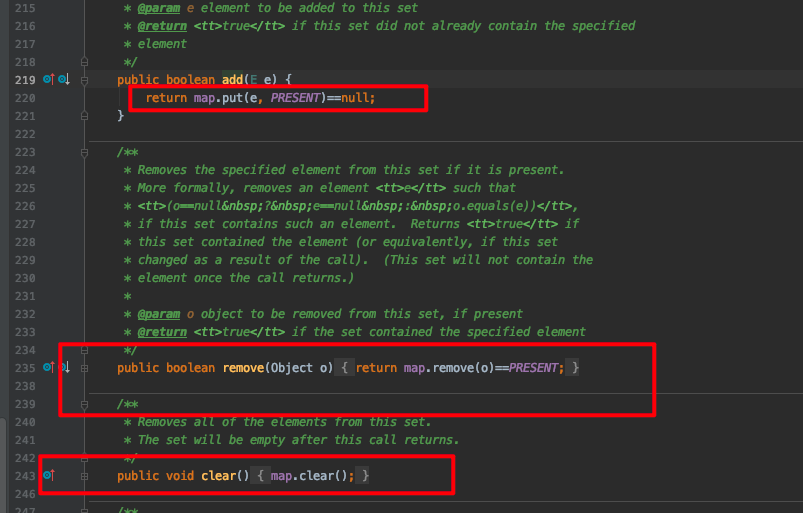 215 * @param e element to be added to this set
216 * @return <tt>true</tt> if this set did not already contain the specified
217 * element
218 */
219 public boolean add(E e) {
220 return map.put(e, PRESENT)==null;
221 }
222
223 /**
224 * Removes the specified element from this set if it is present.
225 * More formally, removes an element <tt>e</tt> such that
226 * <tt>(o==null&nbsp;?&nbsp;e==null&nbsp;:&nbsp;o.equals(e))</tt>,
227 * if this set contains such an element.  Returns <tt>true</tt> if
228 * this set contained the element (or equivalently, if this set
229 * changed as a result of the call).  (This set will not contain the
230 * element once the call returns.)
231 *
232 * @param o object to be removed from this set, if present
233 * @return <tt>true</tt> if the set contained the specified element
234 */
235 public boolean remove(Object o) { return map.remove(o)==PRESENT; }
238
239 /**
240 * Removes all of the elements from this set.
241 * The set will be empty after this call returns.
242 */
243 public void clear() { map.clear(); }
246
247 /**